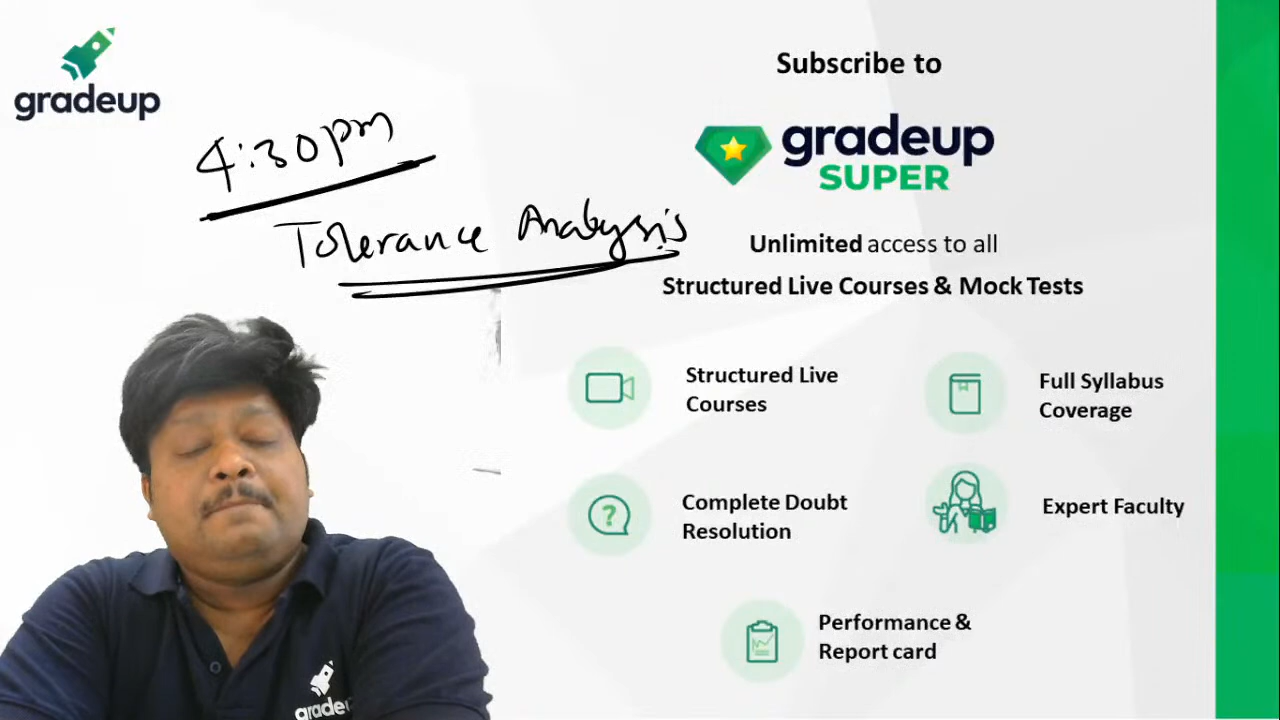 gradeup
4:30pm
Tolerance Analysis
Subscribe to
gradeup
SUPER
Unlimited access to all
Structured Live Courses & Mock Tests
Structured Live
Courses
Full Syllabus
Coverage
Complete Doubt
Resolution
?
Expert Faculty
Performance &
Report card